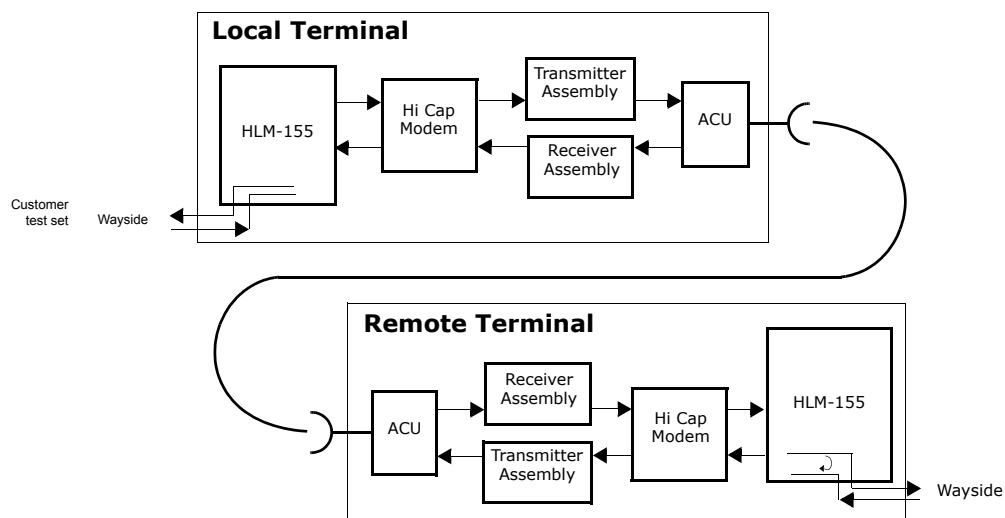 Local Terminal
Transmitter
Assembly
Hi Cap
Modem
HLM-155
ACU
Receiver
Assembly
Customer
test set
Wayside
Remote Terminal
Receiver
Assembly
HLM-155
ACU
Hi Cap
Modem
Transmitter
Assembly
Wayside